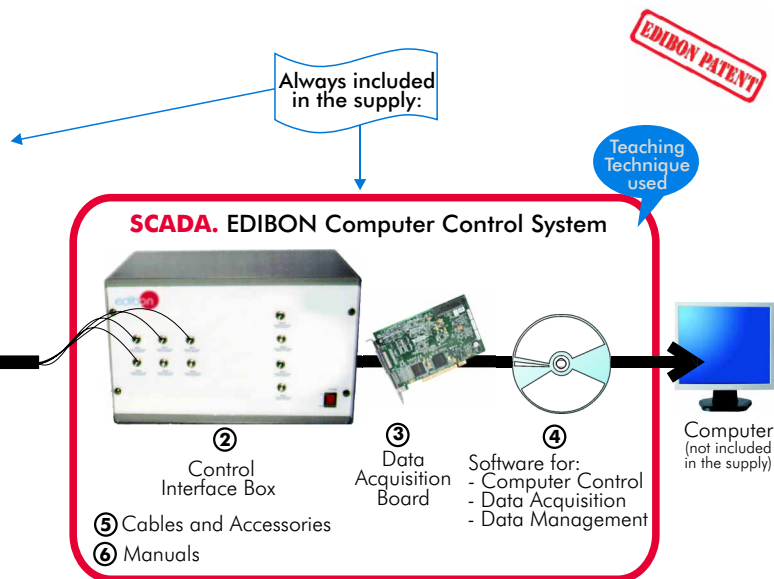 EDIBON PATENT
Always included
in the supply:
Teaching
Technique
used
SCADA. EDIBON Computer Control System
edibon
2
Control
Interface Box
3
Data
Acquisition
Board
4
Software for:
- Computer Control
- Data Acquisition
- Data Management
Computer
(not included
in the supply)
5 Cables and Accessories
6 Manuals